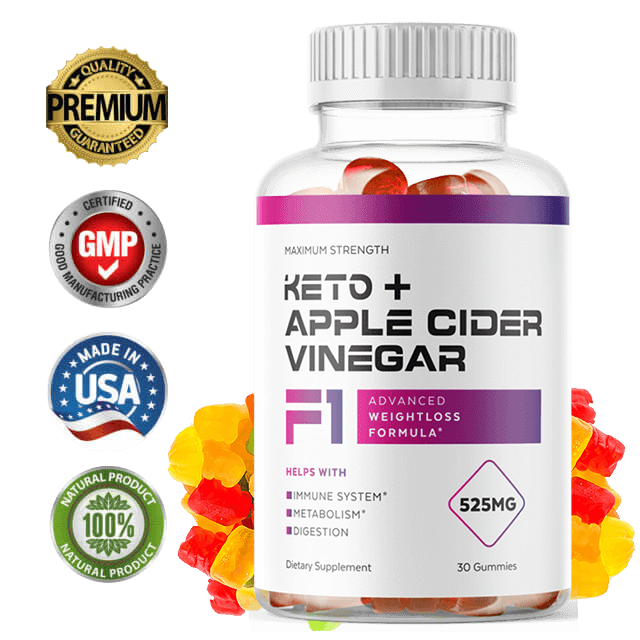 QUALITY
PREMIUM
GUARANTEED
CERTIFIED
GMP
GOOD MANUFACTURING PRACTICE
MADE IN
USA
NATURAL PRODUCT
100%
NATURAL PRODUCT
MAXIMUM STRENGTH
KETO +
APPLE CIDER
VINEGAR
F1
ADVANCED
WEIGHTLOSS
FORMULA*
HELPS WITH
IMMUNE SYSTEM*
METABOLISM*
DIGESTION
525MG
Dietary Supplement
30 Gummies